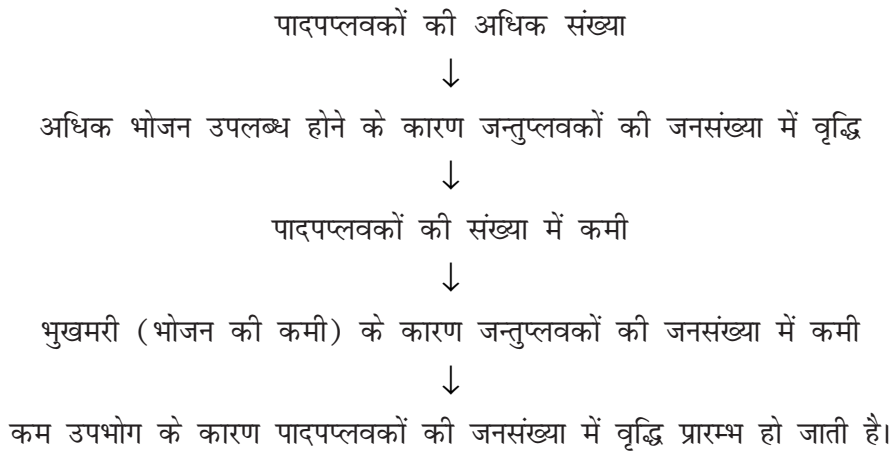 पादपप्लवकों की अधिक संख्या
↓
अधिक भोजन उपलब्ध होने के कारण जन्तुप्लवकों की जनसंख्या में वृद्धि
↓
पादपप्लवकों की संख्या में कमी
↓
भुखमरी (भोजन की कमी) के कारण जन्तुप्लवकों की जनसंख्या में कमी
↓
कम उपभोग के कारण पादपप्लवकों की जनसंख्या में वृद्धि प्रारम्भ हो जाती है।